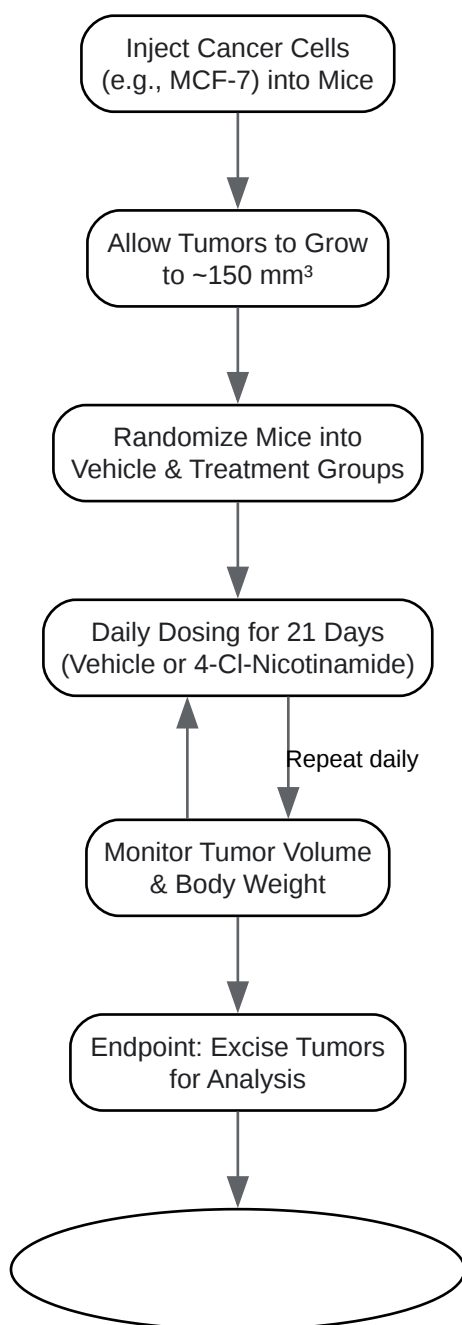 Inject Cancer Cells
(e.g., MCF-7) into Mice
Allow Tumors to Grow
to ~150 mm³
Randomize Mice into
Vehicle & Treatment Groups
Daily Dosing for 21 Days
(Vehicle or 4-Cl-Nicotinamide)
Repeat daily
Monitor Tumor Volume
& Body Weight
Endpoint: Excise Tumors
for Analysis